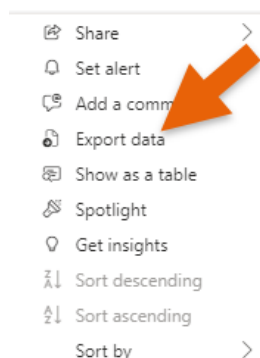 Share
Set alert
Add a comm
Export data
Show as a table
Spotlight
Get insights
Sort descending
Sort ascending
Sort by